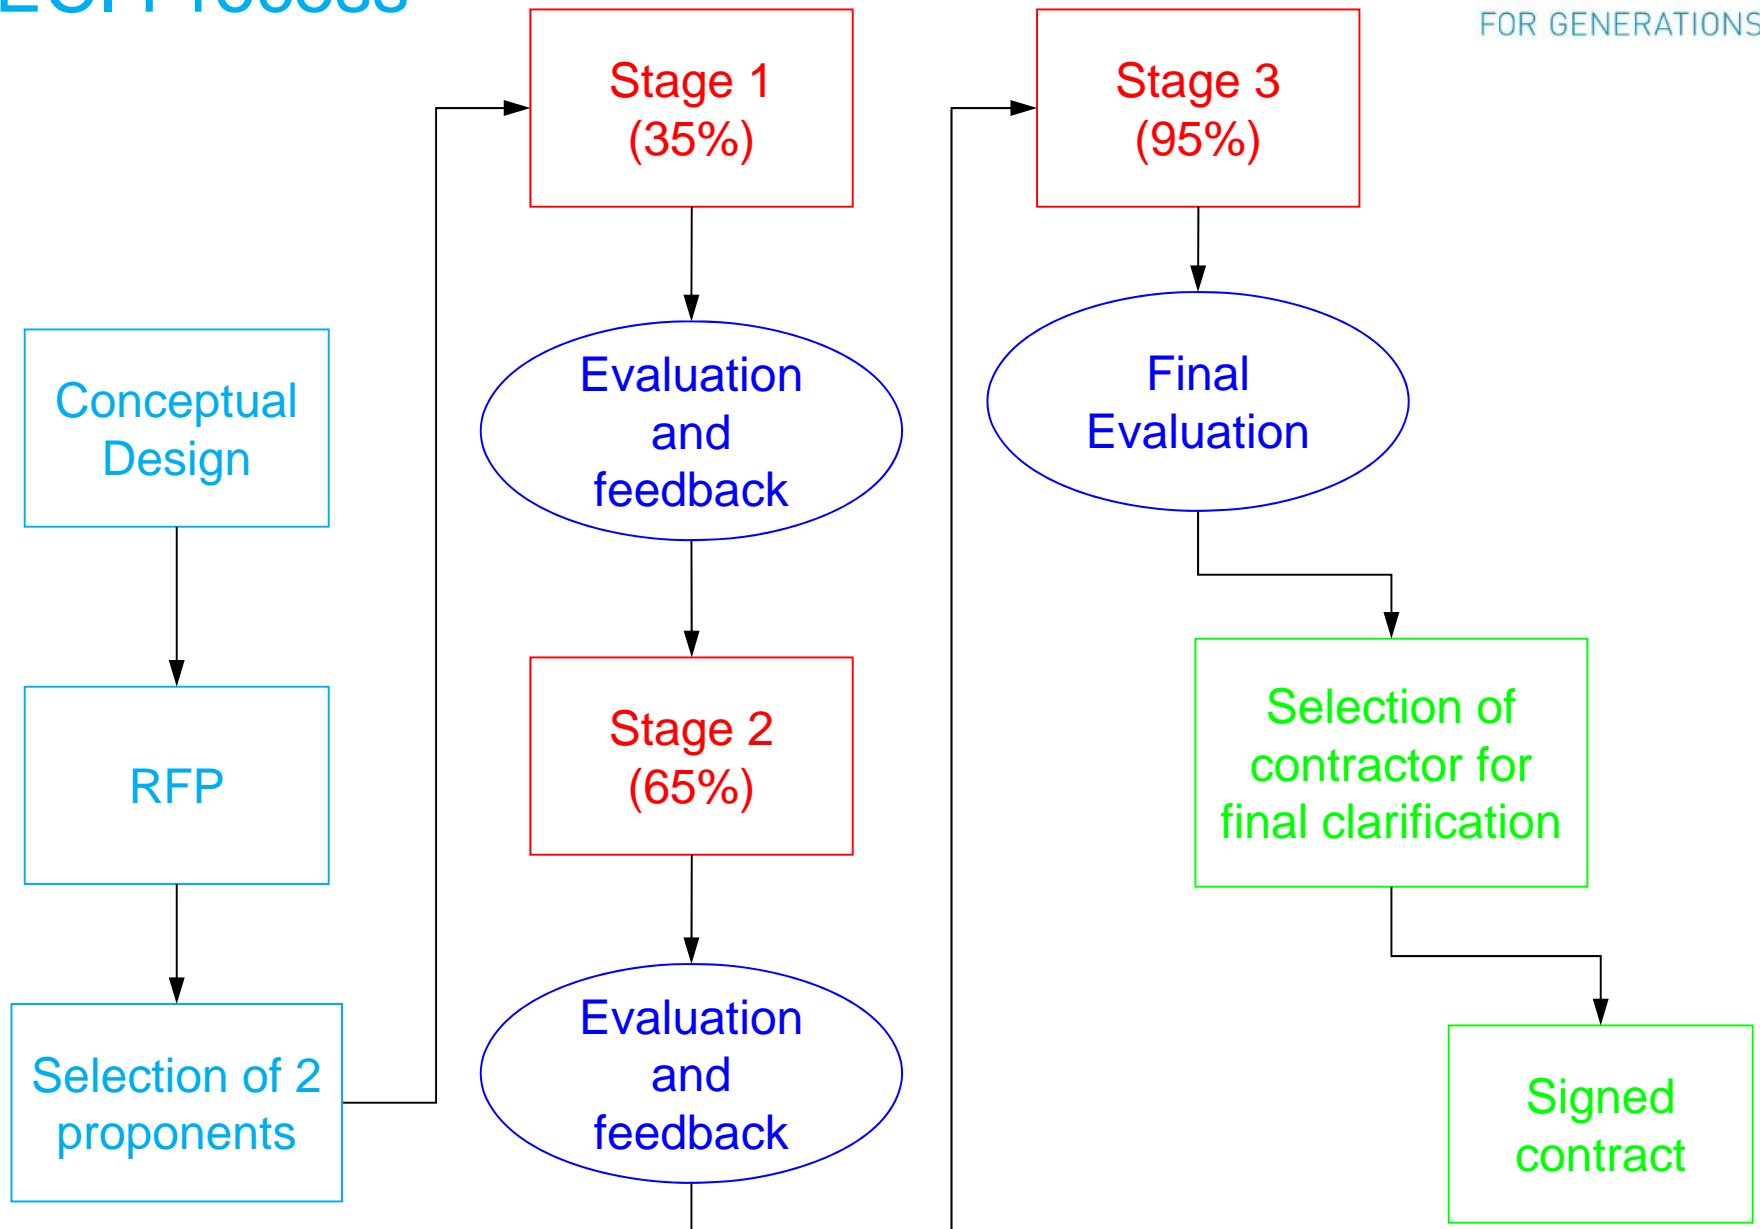 FOR GENERATIONS
Conceptual
Design
RFP
Selection of 2
proponents
Stage 1
(35%)
Evaluation
and
feedback
Stage 2
(65%)
Evaluation
and
feedback
Stage 3
(95%)
Final
Evaluation
Selection of
contractor for
final clarification
Signed
contract